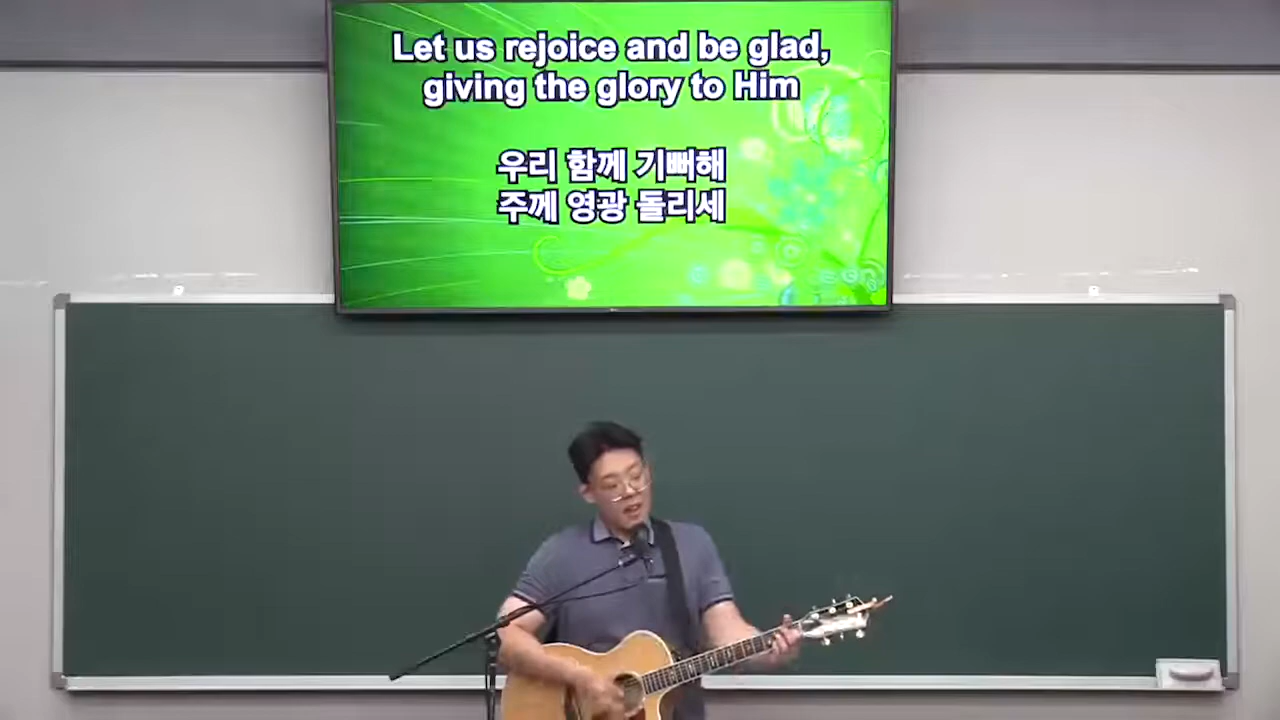 Let us rejoice and be glad,
giving the glory to Him
우리 함께 기뻐해
주께 영광 돌리세